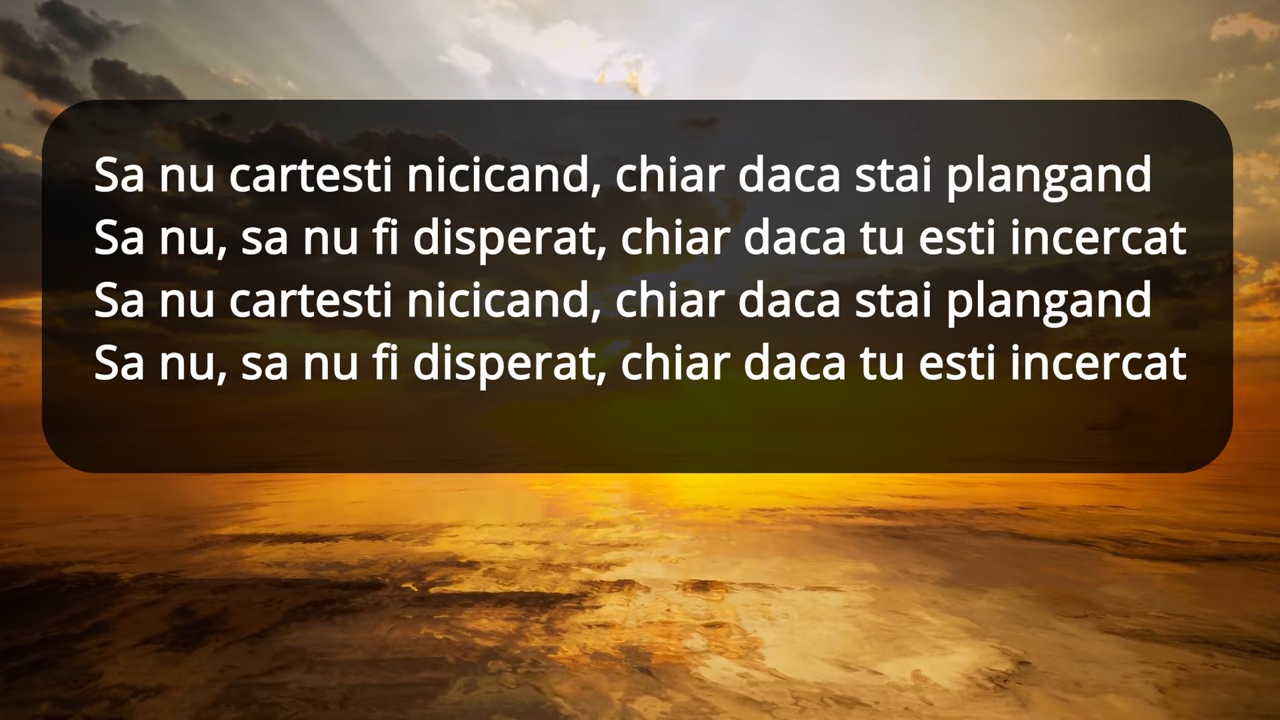 Sa nu cartesti nicicand, chiar daca stai plangand
Sa nu, sa nu fi disperat, chiar daca tu esti incercat
Sa nu cartesti nicicand, chiar daca stai plangand
Sa nu, sa nu fi disperat, chiar daca tu esti incercat